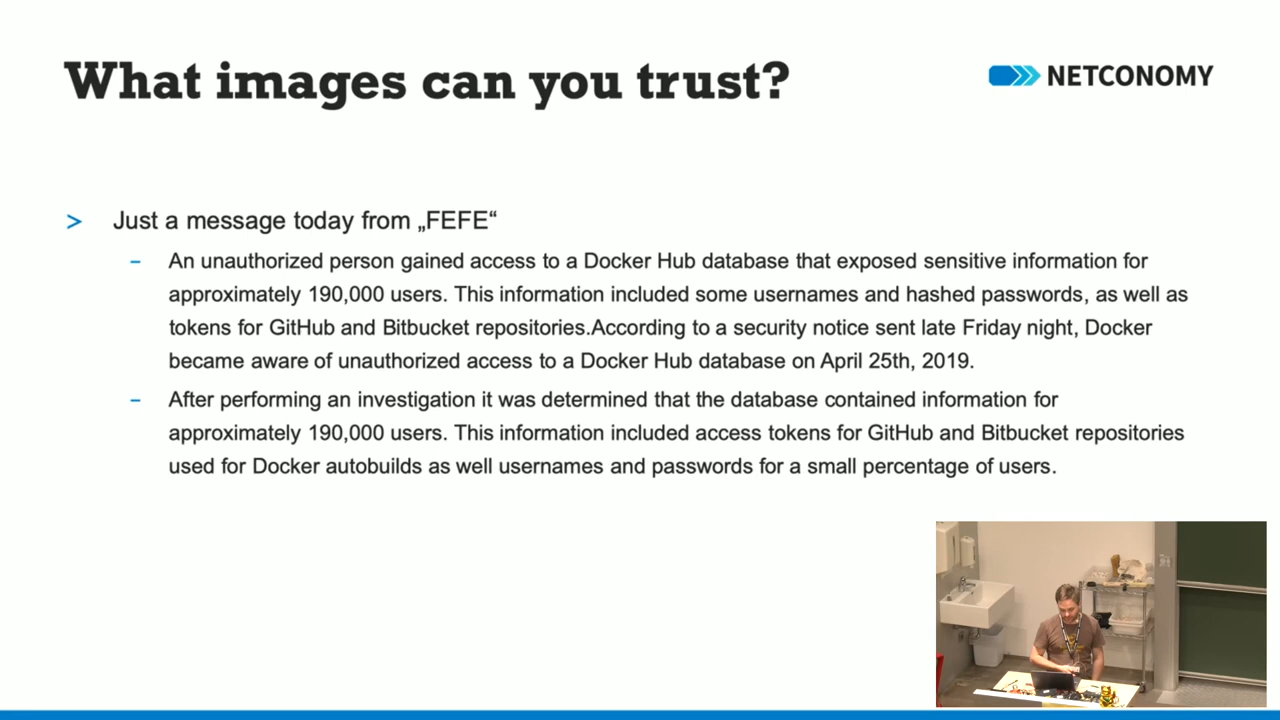 What images can you trust?
NETCONOMY
> Just a message today from „FEFE“
– An unauthorized person gained access to a Docker Hub database that exposed sensitive information for
approximately 190,000 users. This information included some usernames and hashed passwords, as well as
tokens for GitHub and Bitbucket repositories.According to a security notice sent late Friday night, Docker
became aware of unauthorized access to a Docker Hub database on April 25th, 2019.
– After performing an investigation it was determined that the database contained information for
approximately 190,000 users. This information included access tokens for GitHub and Bitbucket repositories
used for Docker autobuilds as well usernames and passwords for a small percentage of users.